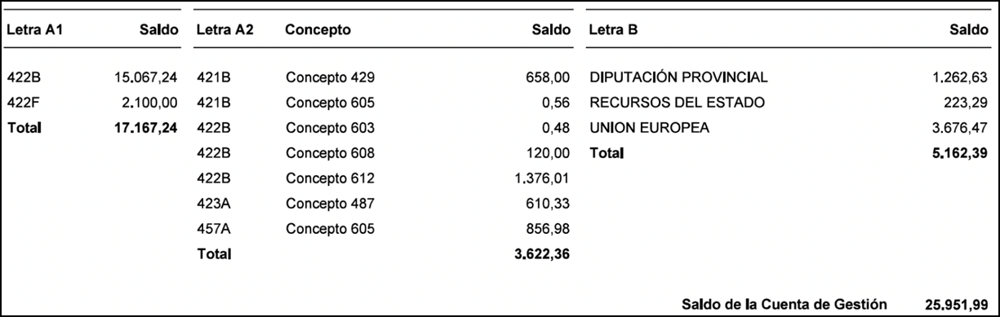 Letra A1 Saldo Letra A2 Concepto Saldo Letra B Saldo
422B 15.067,24 421B Concepto 429 658,00 DIPUTACIÓN PROVINCIAL 1.262,63
422F 2.100,00 421B Concepto 605 0,56 RECURSOS DEL ESTADO 223,29
Total 17.167,24 422B Concepto 603 0,48 UNION EUROPEA 3.676,47
422B Concepto 608 120,00 Total 5.162,39
422B Concepto 612 1.376,01
423A Concepto 487 610,33
457A Concepto 605 856,98
Total 3.622,36
Saldo de la Cuenta de Gestión 25.951,99